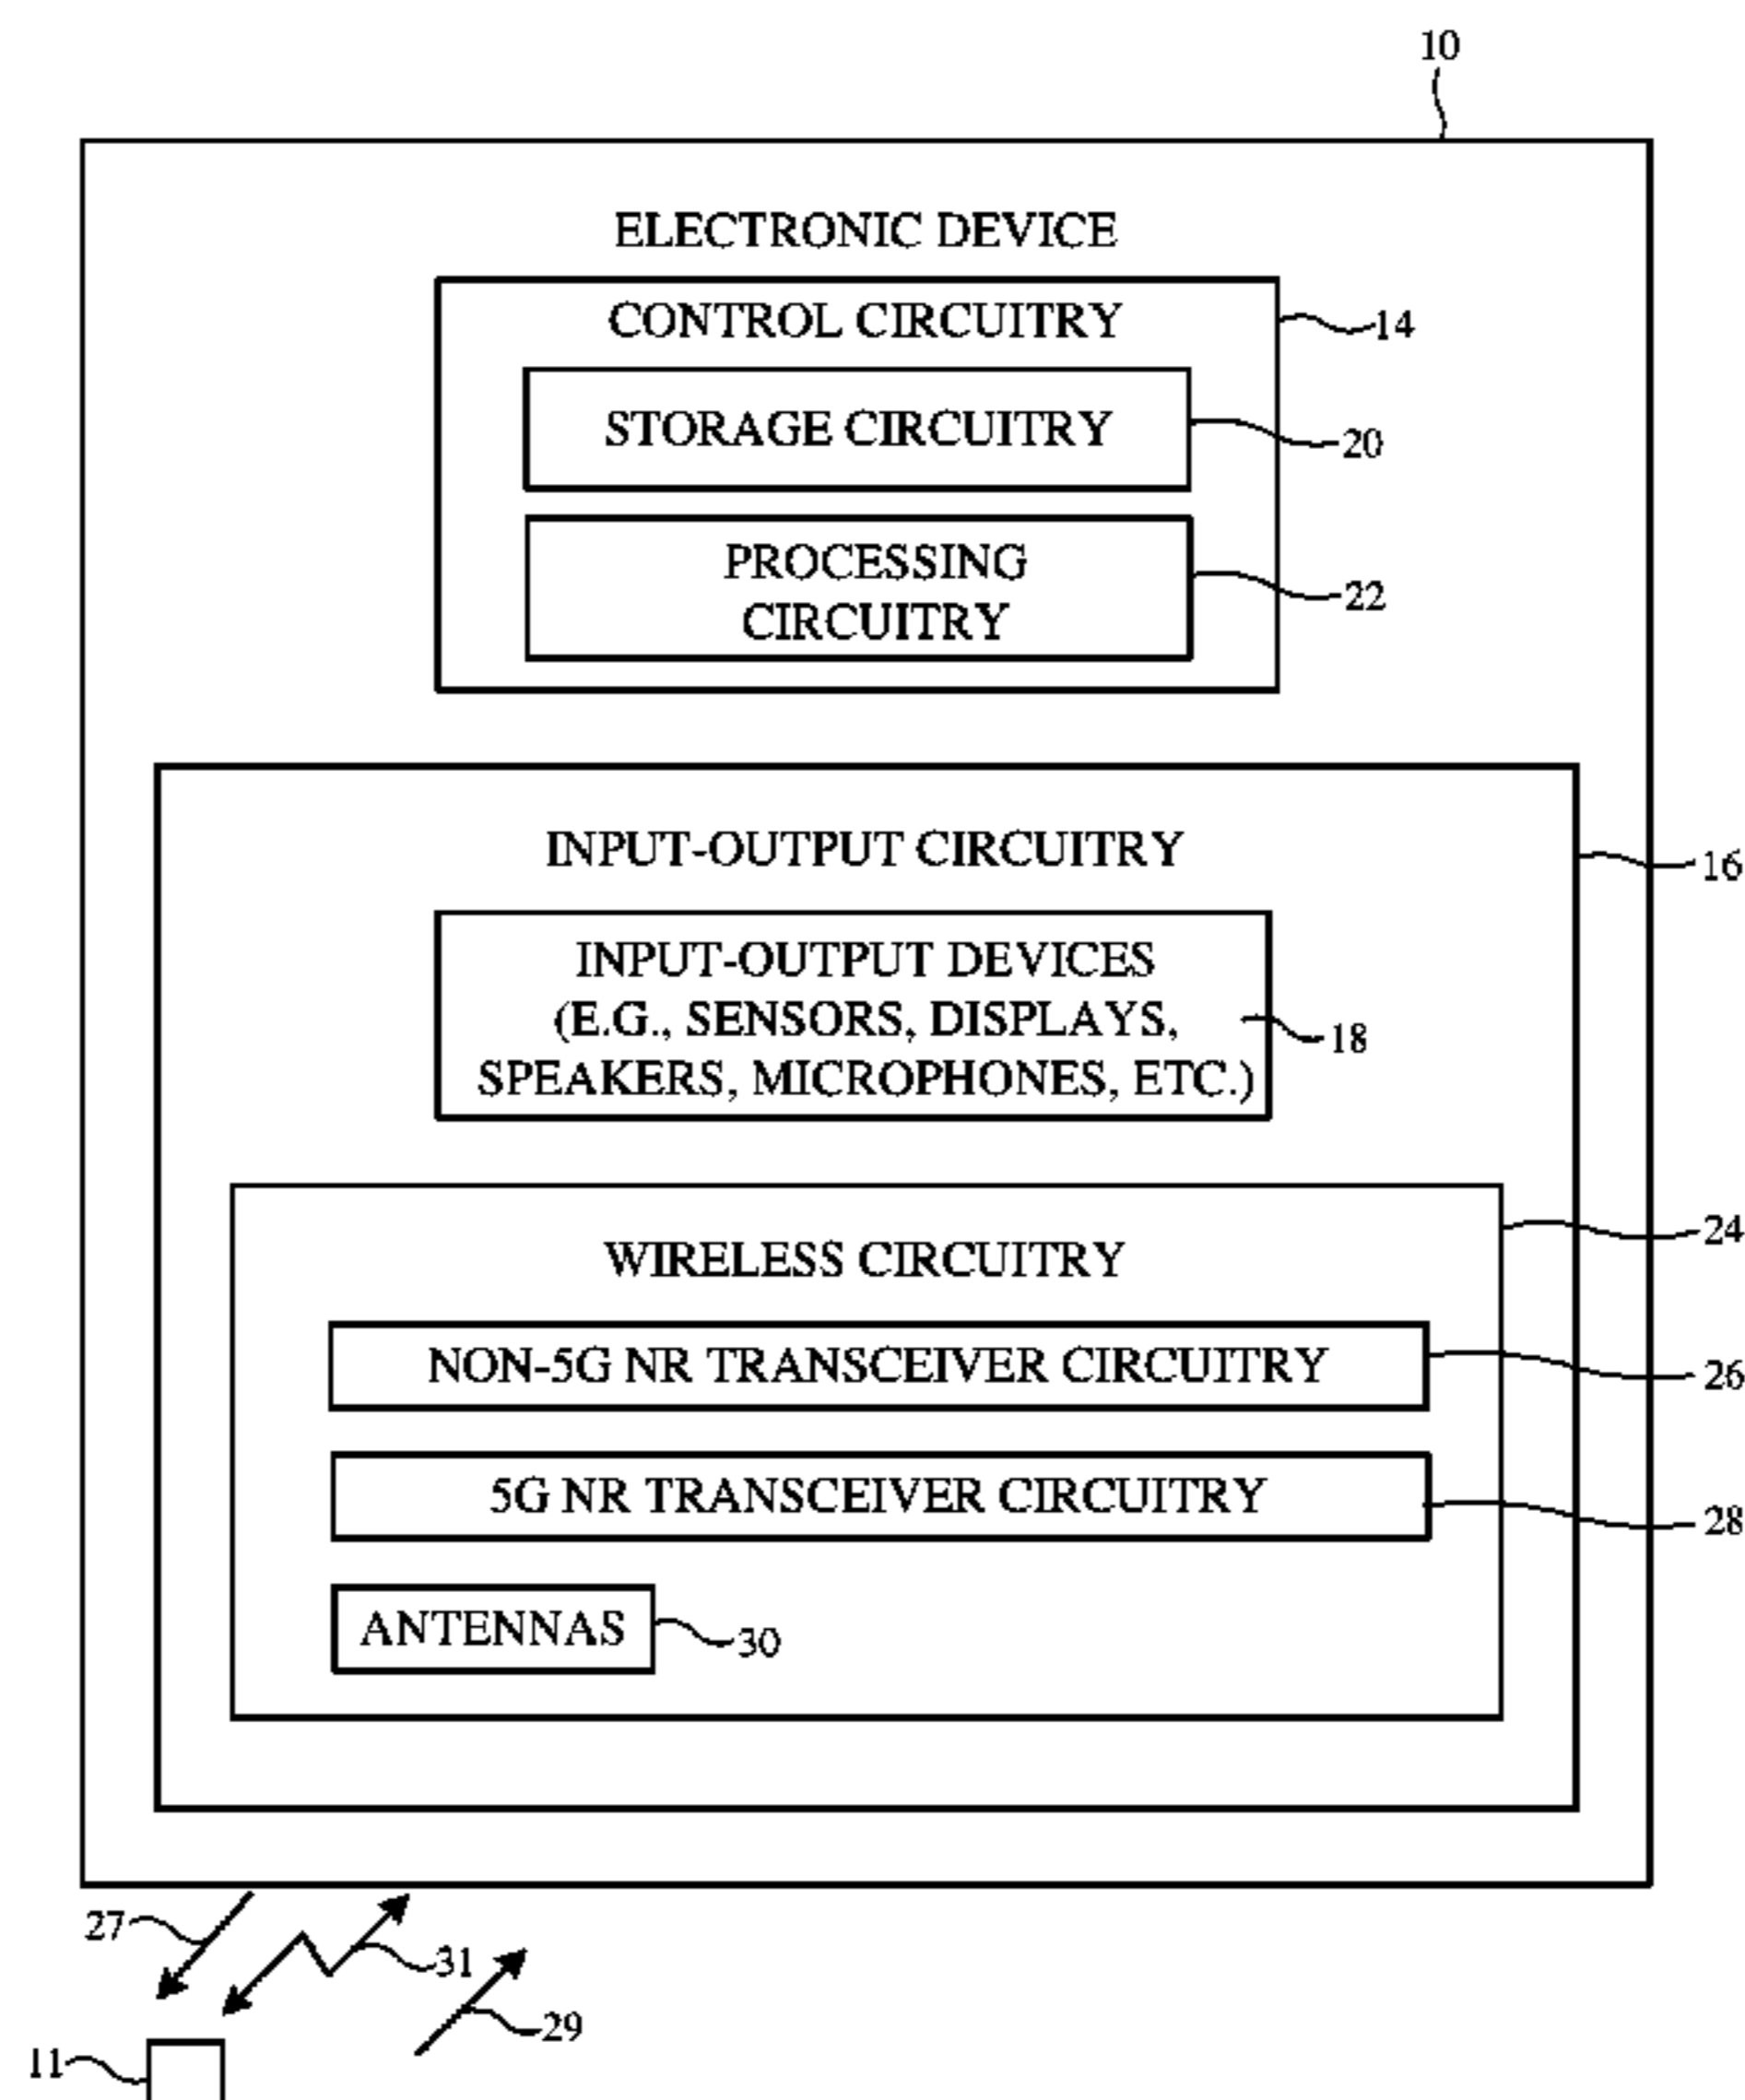 10
ELECTRONIC DEVICE
CONTROL CIRCUITRY
14
STORAGE CIRCUITRY
20
PROCESSING
CIRCUITRY
22
INPUT-OUTPUT CIRCUITRY
16
INPUT-OUTPUT DEVICES
(E.G., SENSORS, DISPLAYS,
SPEAKERS, MICROPHONES, ETC.)
18
WIRELESS CIRCUITRY
24
NON-5G NR TRANSCEIVER CIRCUITRY
26
5G NR TRANSCEIVER CIRCUITRY
28
ANTENNAS
30
27
31
29
11